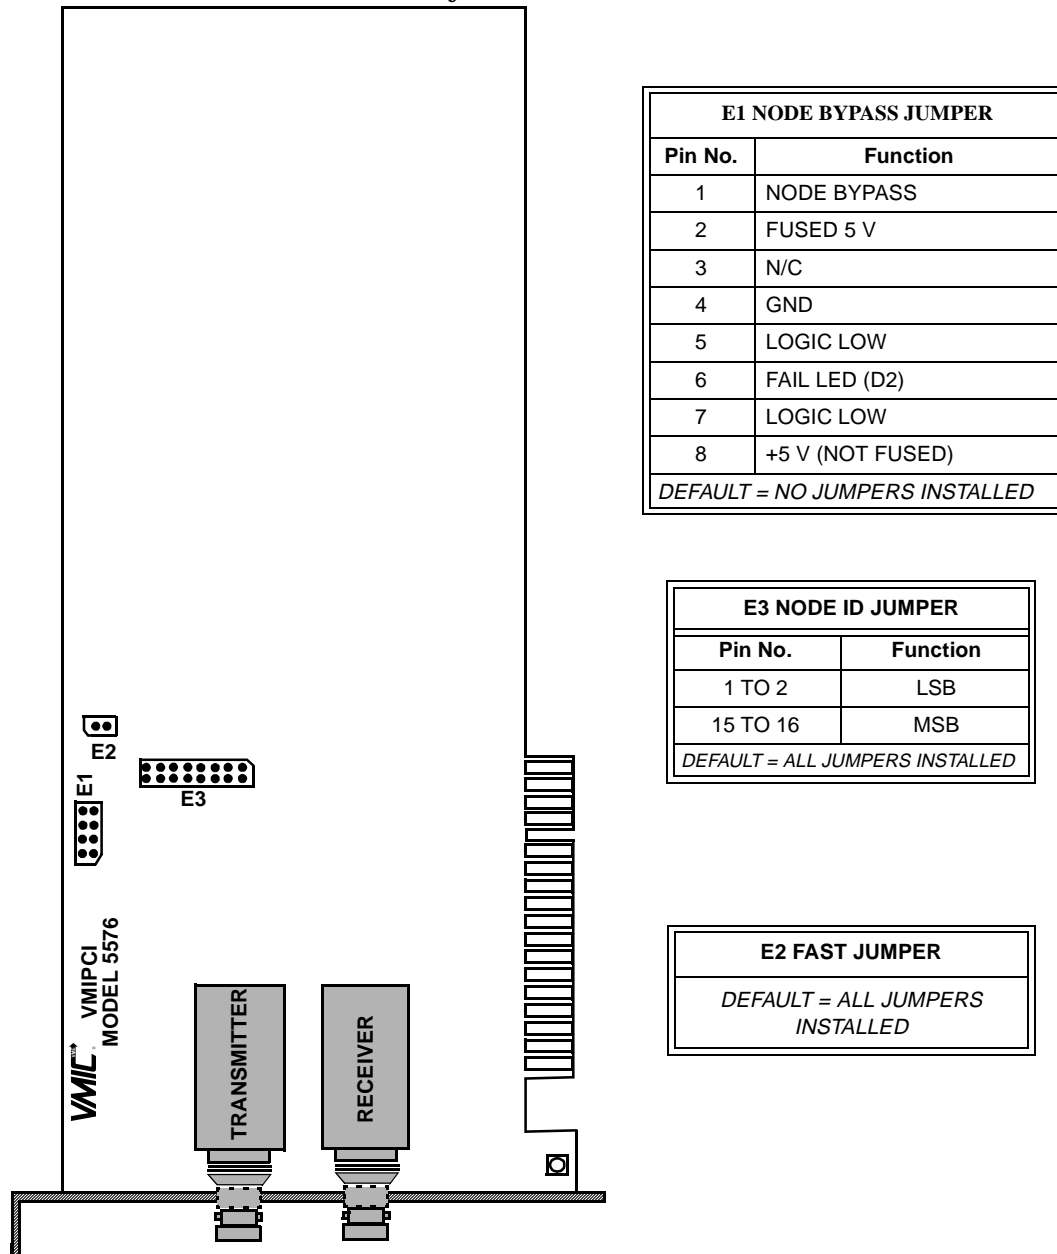 E1 NODE BYPASS JUMPER
Pin No. Function
1 NODE BYPASS
2 FUSED 5 V
3 N/C
4 GND
5 LOGIC LOW
6 FAIL LED (D2)
7 LOGIC LOW
8 +5 V (NOT FUSED)
DEFAULT = NO JUMPERS INSTALLED
E3 NODE ID JUMPER
Pin No. Function
1 TO 2 LSB
15 TO 16 MSB
DEFAULT = ALL JUMPERS INSTALLED
E2 FAST JUMPER
DEFAULT = ALL JUMPERS
INSTALLED
E2
E1
E3
VMIPCI
MODEL 5576
VMIC
TRANSMITTER
RECEIVER